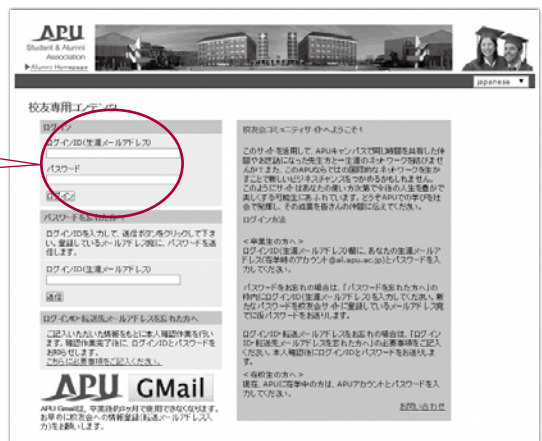 APU
Student & Alumni
Association
Alumni Homepage
japanese
校友専用コンテンツ
ログイン
ログインID(生涯メールアドレス)
パスワード
ログイン
パスワードを忘れた方へ
ログインIDを入力して、送信ボタンをクリックして下さ
い。登録しているメールアドレス宛に、パスワードを送
信します。
ログインID(生涯メールアドレス)
送信
ログインID・転送メールアドレスを忘れた方へ
ご記入いただいた情報をもとに本人確認作業を行い
ます。確認作業完了後に、ログインIDとパスワードを
お知らせします。
こちらに必要事項をご記入ください。
APU GMail
APU Gmailは、卒業後約3ヶ月で使用できなくなります。
お早めに校友会への情報登録(転送メールアドレス入
力)をお願いします。
校友会コミュニティサイトへようこそ!
このサイトを活用して、APUキャンパスで同じ時間を共有した仲
間やお世話になった先生方と一生涯のネットワークを結びませ
んか?また、このAPUならではの国際的なネットワークを生か
すことで新しいビジネスチャンスをつかめるかもしれません。
このようにサイトはあなたの使い方次第で今後の人生を豊かで
楽しくする可能性にあふれています。どうぞAPUでの学びを社
会で発揮し、その成果を皆さんの仲間に伝えてください。
ログイン方法
<卒業生の方へ>
ログインID(生涯メールアドレス)欄に、あなたの生涯メールア
ドレス(在学時のアカウント@al.apu.ac.jp)とパスワードを入
力してください。
パスワードをお忘れの場合は、「パスワードを忘れた方へ」の
枠内にログインID(生涯メールアドレス)を入力してください。新
たなパスワードを校友会サイトに登録しているメールアドレス宛
てに仮パスワードをお送りします。
ログインID・転送メールアドレスをお忘れの場合は、「ログイン
ID・転送メールアドレスを忘れた方へ」の必要事項をご記入
ください。本人確認後にログインIDとパスワードをお送りしま
す。
<在校生の方へ>
現在、APUに在学中の方は、APUアカウントとパスワードを入
力してください。
お問い合わせ